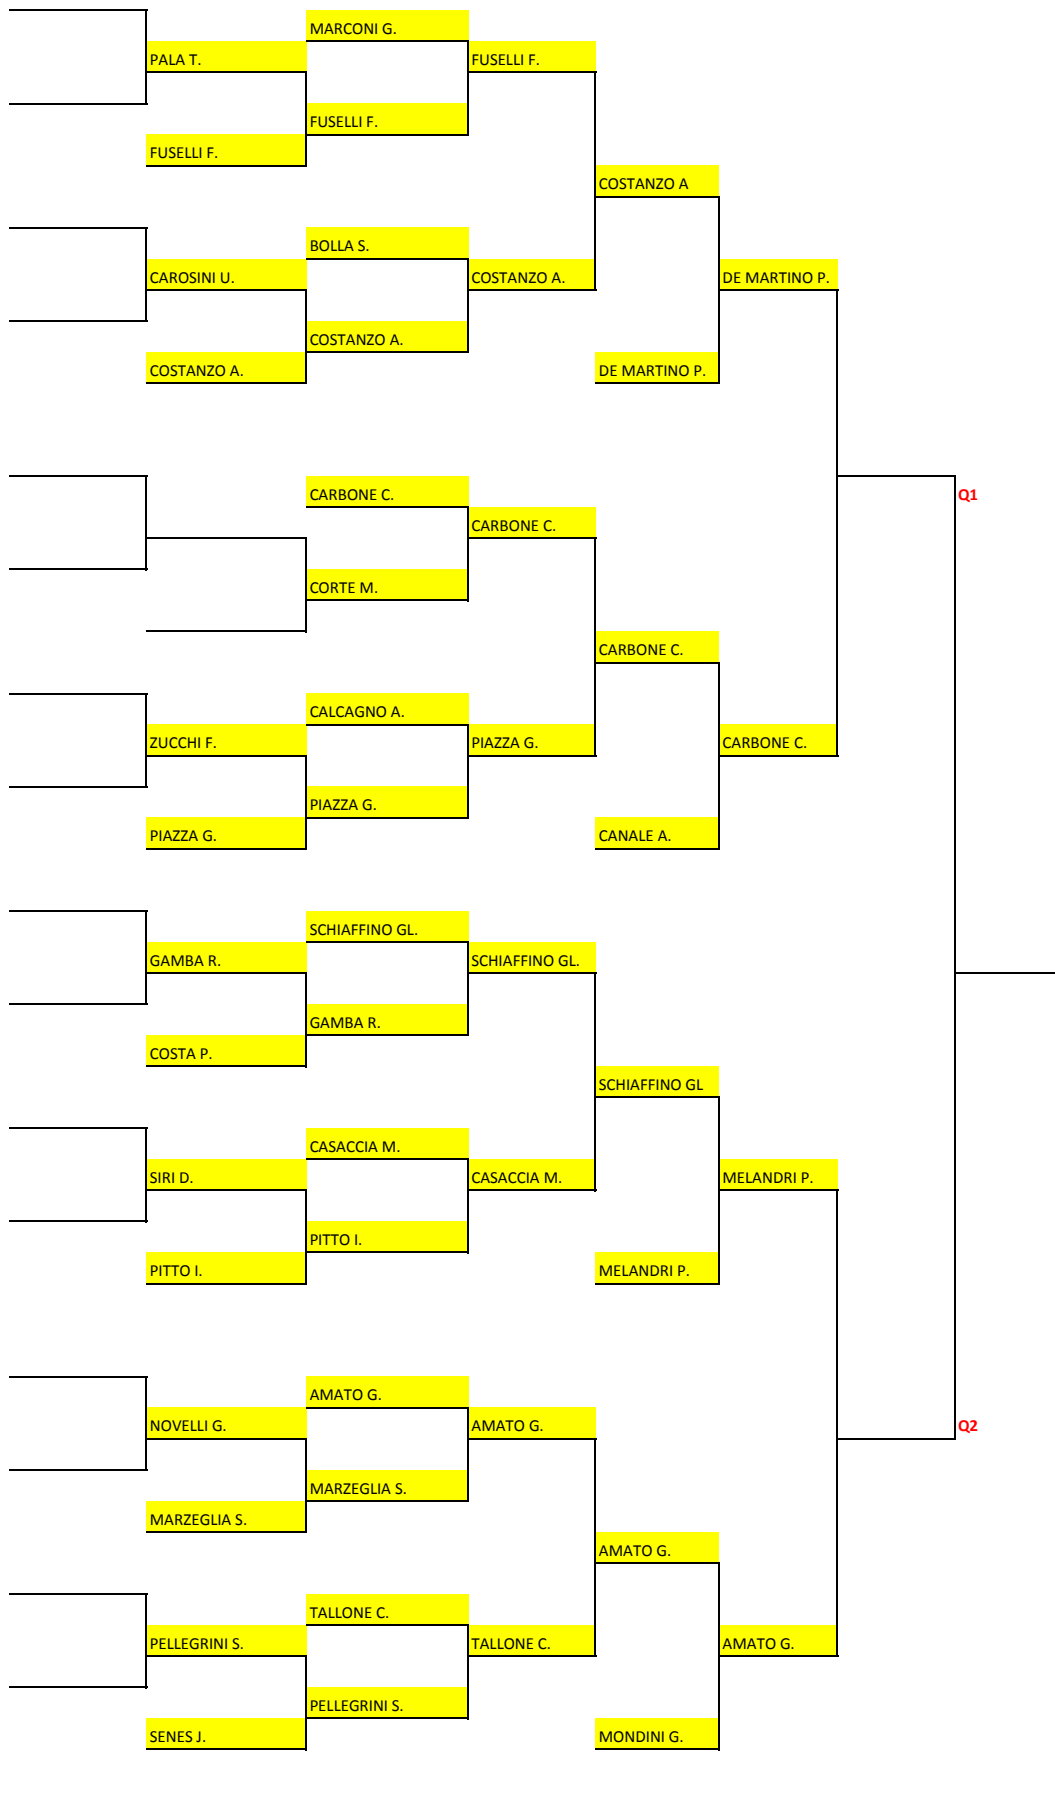 MARCONI G.
PALA T.
FUSELLI F.
FUSELLI F.
FUSELLI F.
COSTANZO A
BOLLA S.
CAROSINI U.
COSTANZO A.
DE MARTINO P.
COSTANZO A.
COSTANZO A.
DE MARTINO P.
CARBONE C.
Q1
CARBONE C.
CORTE M.
CARBONE C.
CALCAGNO A.
ZUCCHI F.
PIAZZA G.
CARBONE C.
PIAZZA G.
PIAZZA G.
CANALE A.
SCHIAFFINO GL.
GAMBA R.
SCHIAFFINO GL.
GAMBA R.
COSTA P.
SCHIAFFINO GL
CASACCIA M.
SIRI D.
CASACCIA M.
MELANDRI P.
PITTO I.
PITTO I.
MELANDRI P.
AMATO G.
NOVELLI G.
AMATO G.
Q2
MARZEGLIA S.
MARZEGLIA S.
AMATO G.
TALLONE C.
PELLEGRINI S.
TALLONE C.
AMATO G.
PELLEGRINI S.
SENES J.
MONDINI G.